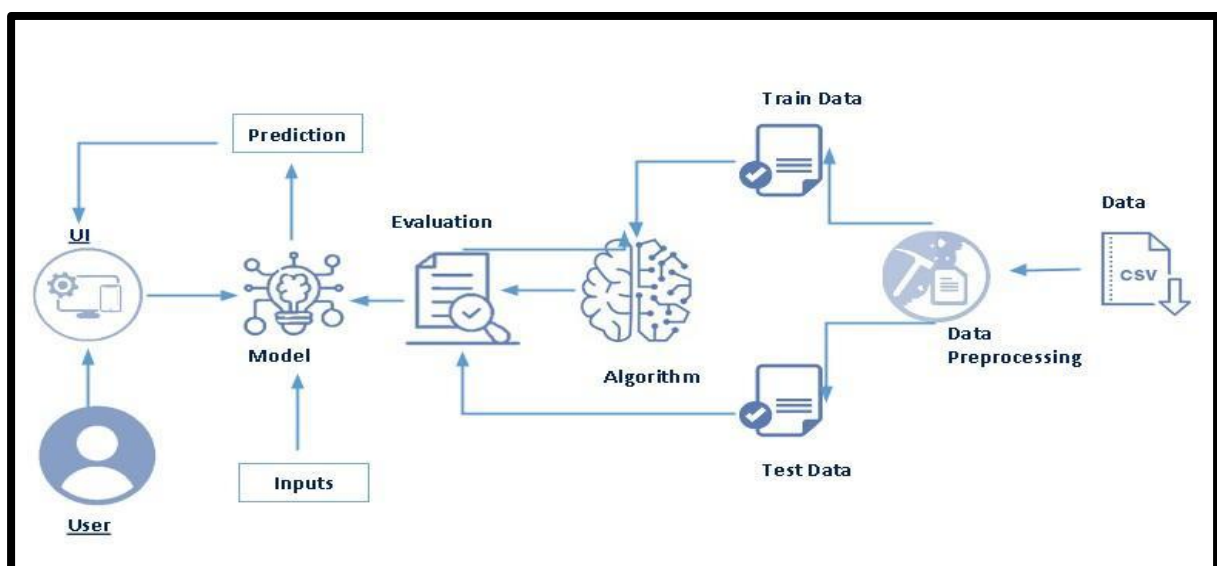 Train Data
Prediction
Data
Evaluation
UI
CSV
Data
Preprocessing
Model
Algorithm
Test Data
Inputs
User